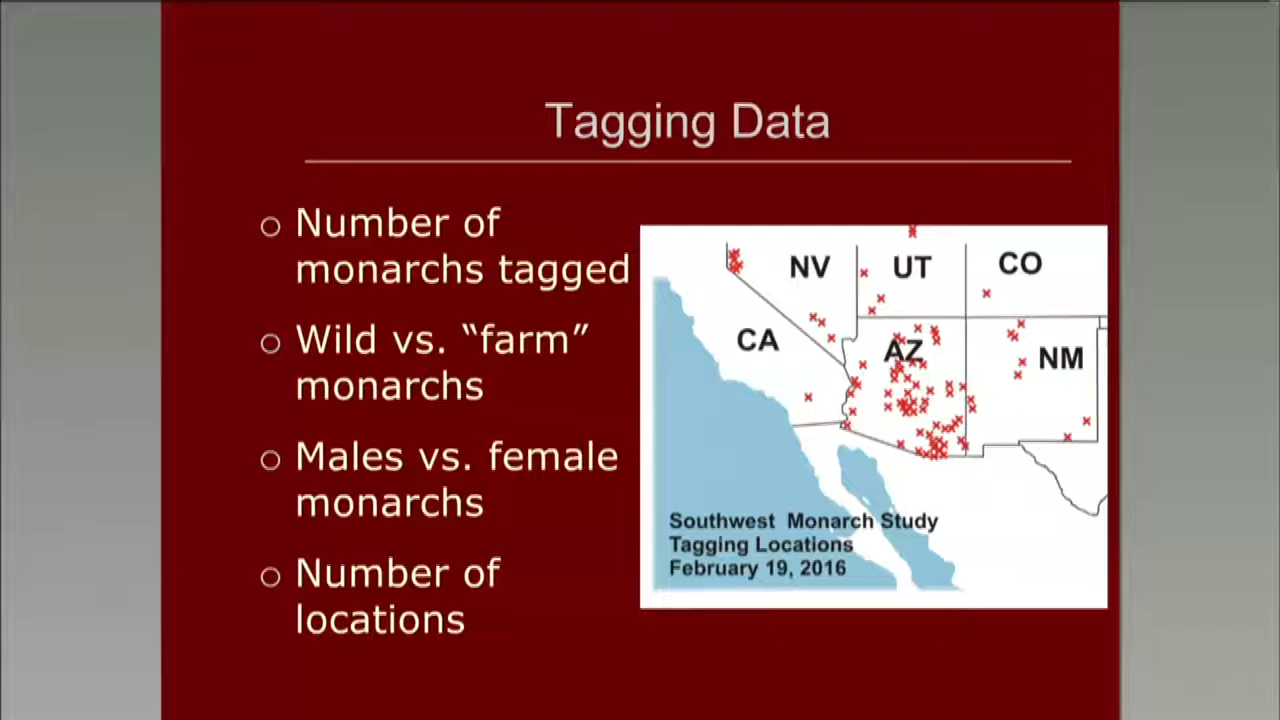 Tagging Data
○ Number of
monarchs tagged
○ Wild vs. “farm”
monarchs
○ Males vs. female
monarchs
○ Number of
locations
NV
UT
CO
CA
AZ
NM
Southwest Monarch Study
Tagging Locations
February 19, 2016